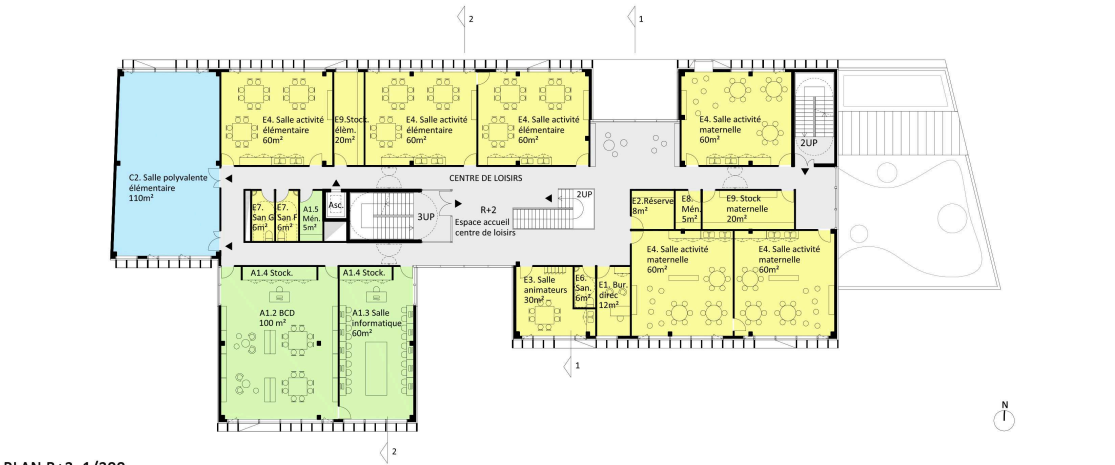 2
1
E4. Salle activité
élémentaire
60m²
E9.Stock.
élèm.
20m²
E4. Salle activité
élémentaire
60m²
E4. Salle activité
élémentaire
60m²
E4. Salle activité
maternelle
60m²
2UP
C2. Salle polyvalente
élémentaire
110m²
CENTRE DE LOISIRS
E7.
San G
6m²
E7.
San F
6m²
A1.5
Mén.
5m²
Asc.
3UP
R+2
Espace accueil
centre de loisirs
2UP
E2.Réserve
8m²
E8.
Mén.
5m²
E9. Stock
maternelle
20m²
E4. Salle activité
maternelle
60m²
E4. Salle activité
maternelle
60m²
A1.4 Stock.
A1.4 Stock.
E3. Salle
animateurs
30m²
E6.
San.
6m²
E1. Bur.
direc
12m²
A1.2 BCD
100 m²
A1.3 Salle
informatique
60m²
1
N
2
PLAN R+2 1/200